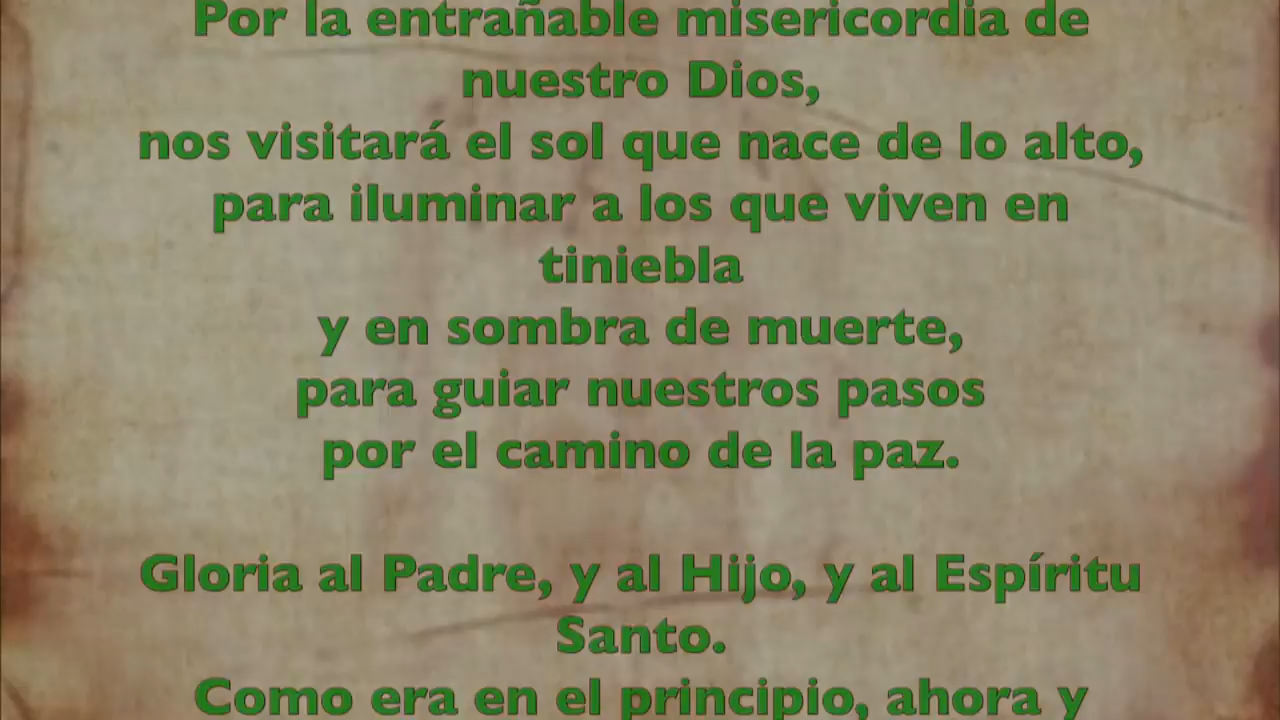 Por la entrañable misericordia de
nuestro Dios,
nos visitará el sol que nace de lo alto,
para iluminar a los que viven en
tiniebla
y en sombra de muerte,
para guiar nuestros pasos
por el camino de la paz.
Gloria al Padre, y al Hijo, y al Espíritu
Santo.
Como era en el principio, ahora y